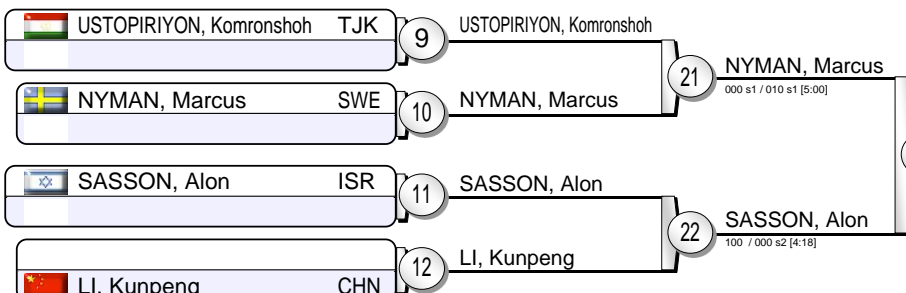 USTOPIRIYON, Komronshoh TJK
9
USTOPIRIYON, Komronshoh
21
NYMAN, Marcus
000 s1 / 010 s1 [5:00]
NYMAN, Marcus SWE
10
NYMAN, Marcus
SASSON, Alon ISR
11
SASSON, Alon
22
SASSON, Alon
100 / 000 s2 [4:18]
LI, Kunpeng CHN
12
LI, Kunpeng